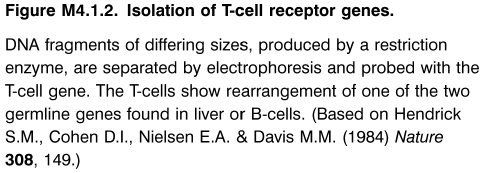 Figure M4.1.2. Isolation of T-cell receptor genes.
DNA fragments of differing sizes, produced by a restriction
enzyme, are separated by electrophoresis and probed with the
T-cell gene. The T-cells show rearrangement of one of the two
germline genes found in liver or B-cells. (Based on Hendrick
S.M., Cohen D.I., Nielsen E.A. & Davis M.M. (1984) Nature
308, 149.)